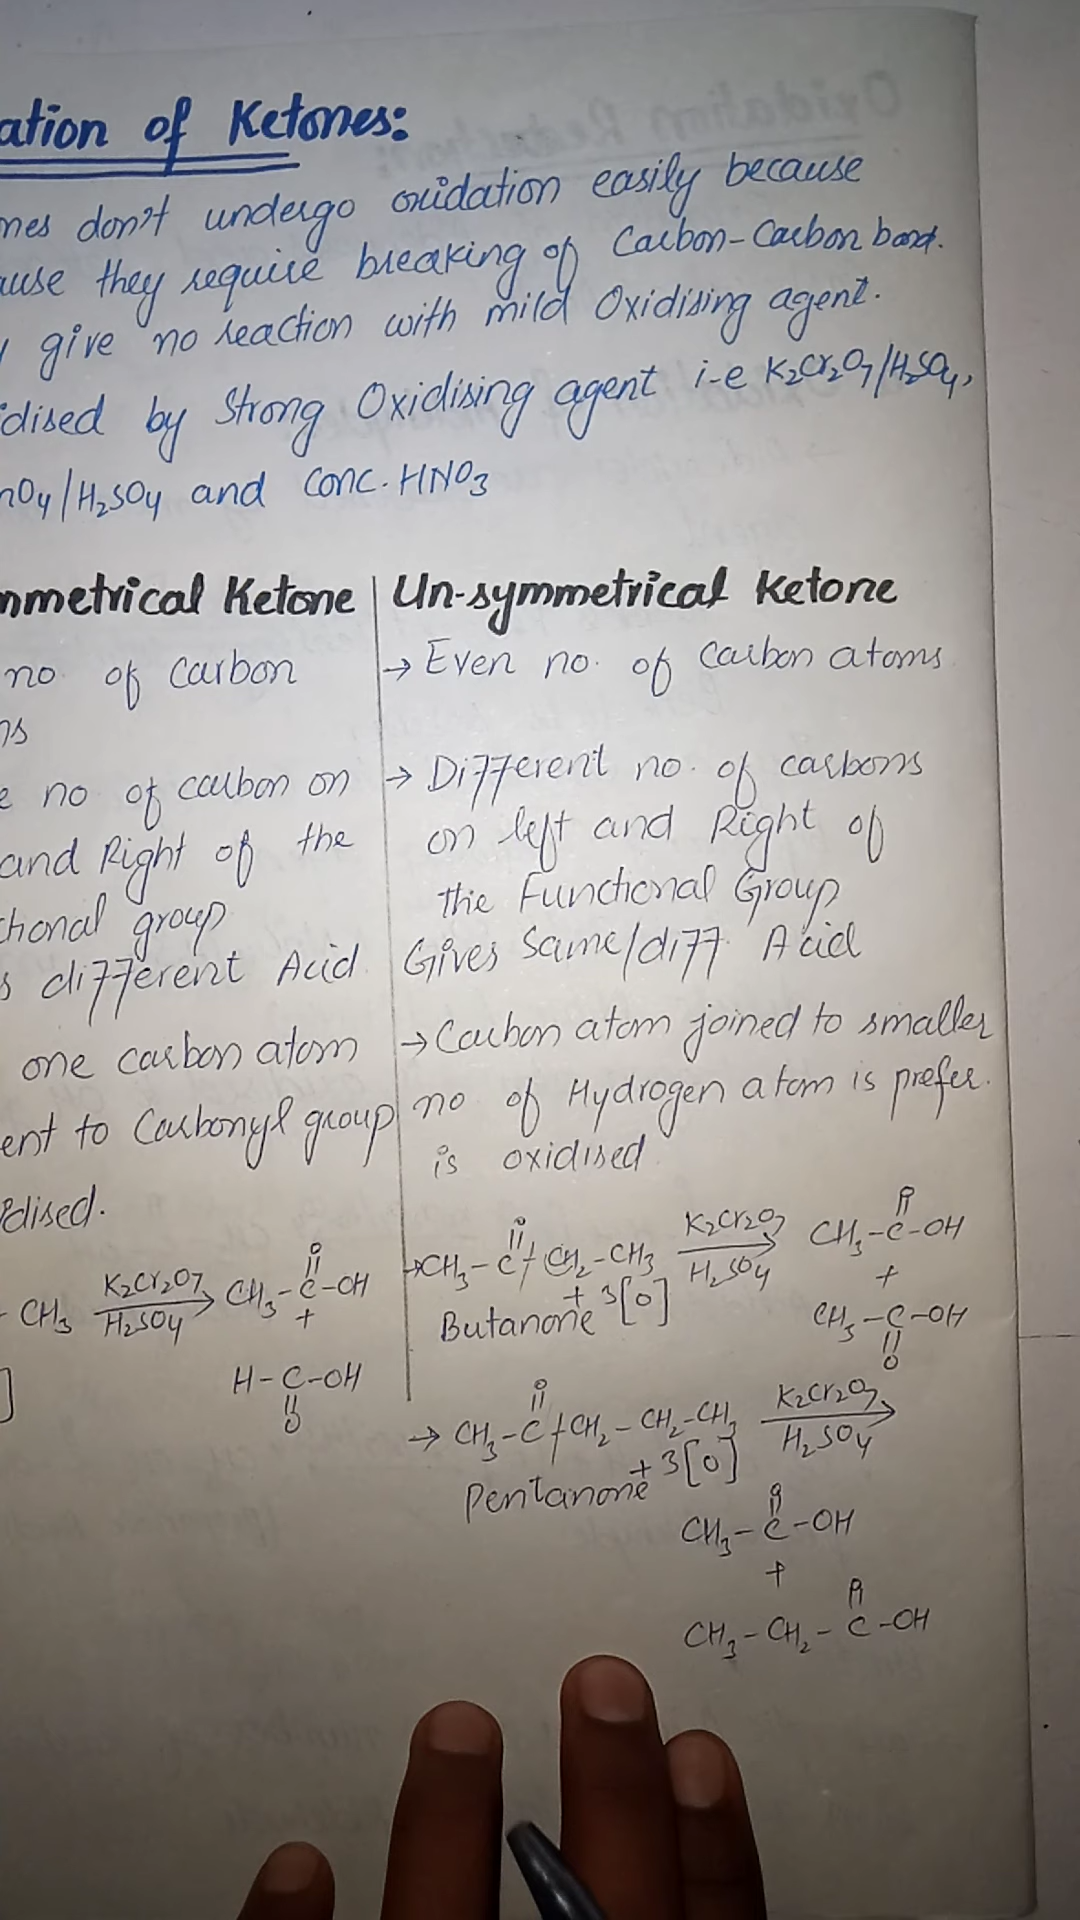 ation of Ketones:
nes don't undergo oxidation easily because
ause they require breaking of Carbon-Carbon bond.
y give no reaction with mild Oxidising agent.
dised by Strong Oxidising agent i-e K₂Cr₂O₇/H₂SO₄,
nO₄/H₂SO₄ and Conc. HNO₃
mmetrical Ketone
no. of Carbon
ns
e no of carbon on
and Right of the
ctional group
s different Acid.
one carbon atom
ent to Carbonyl group
idised.
- CH₃ K₂Cr₂O₇ / H₂SO₄ → CH₃-C(=O)-OH
+
H-C(=O)-OH
]
Un-symmetrical Ketone
→ Even no. of Carbon atoms
→ Different no. of carbons
on left and Right of
the Functional Group
Gives Same/diff. Acid
→ Carbon atom joined to smaller
no of Hydrogen atom is prefer.
is oxidised
→ CH₃-C(=O)-CH₂-CH₃ K₂Cr₂O₇ / H₂SO₄ → CH₃-C(=O)-OH
+ 3[O] +
Butanone CH₃-C(=O)-OH
→ CH₃-C(=O)-CH₂-CH₂-CH₃ K₂Cr₂O₇ / H₂SO₄ →
+ 3[O]
Pentanone
CH₃-C(=O)-OH
+
CH₃-CH₂-C(=O)-OH